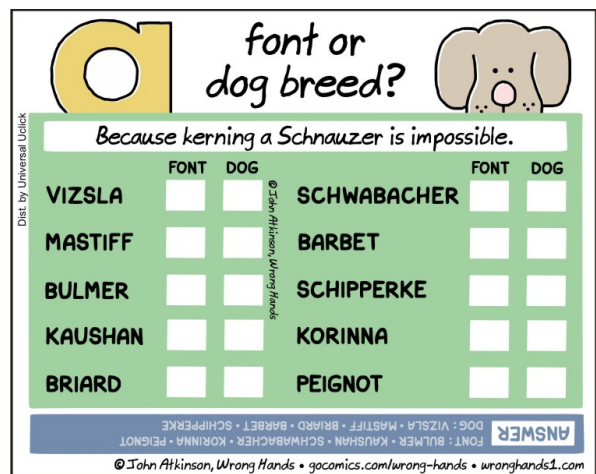 a
font or
dog breed?
Dist. by Universal Uclick
Because kerning a Schnauzer is impossible.
FONT DOG
VIZSLA
MASTIFF
BULMER
KAUSHAN
BRIARD
©John Atkinson, Wrong Hands
FONT DOG
SCHWABACHER
BARBET
SCHIPPERKE
KORINNA
PEIGNOT
ANSWER
FONT: BULMER • KAUSHAN • SCHWABACHER • KORINNA • PEIGNOT
DOG: VIZSLA • MASTIFF • BRIARD • BARBET • SCHIPPERKE
© John Atkinson, Wrong Hands • gocomics.com/wrong-hands • wronghands1.com